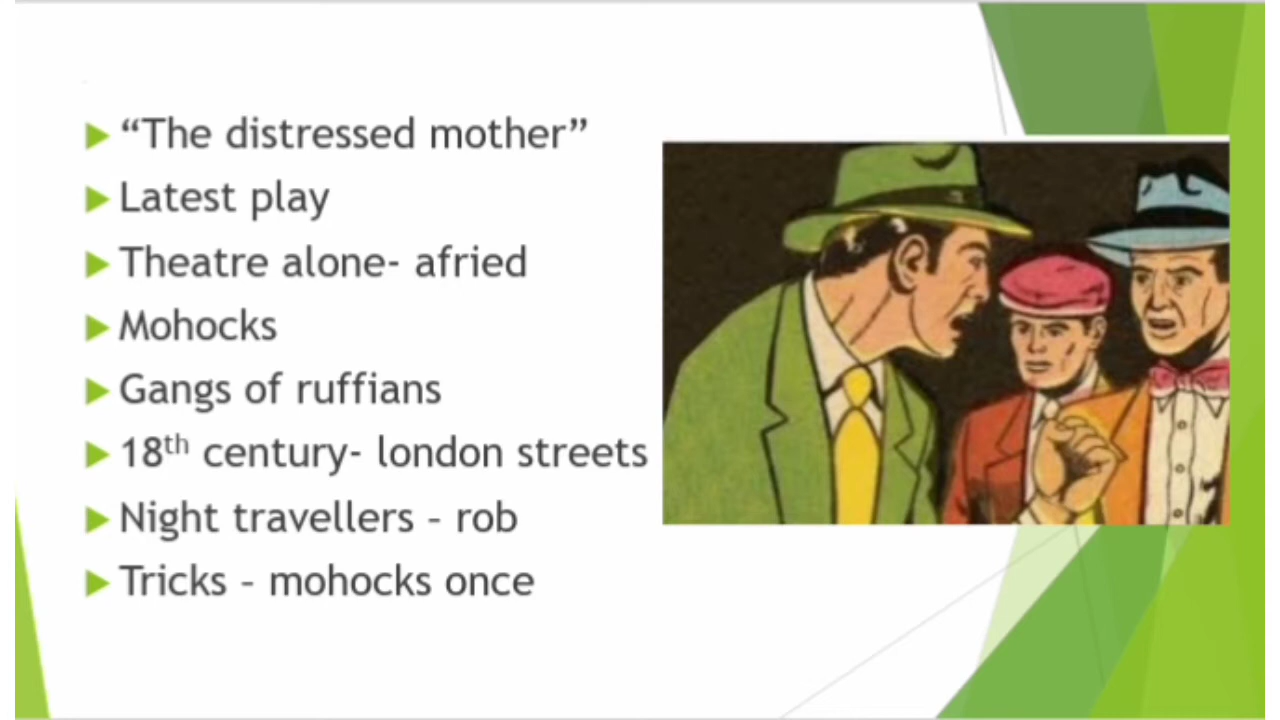 “The distressed mother”
Latest play
Theatre alone- afried
Mohocks
Gangs of ruffians
18th century- london streets
Night travellers – rob
Tricks – mohocks once